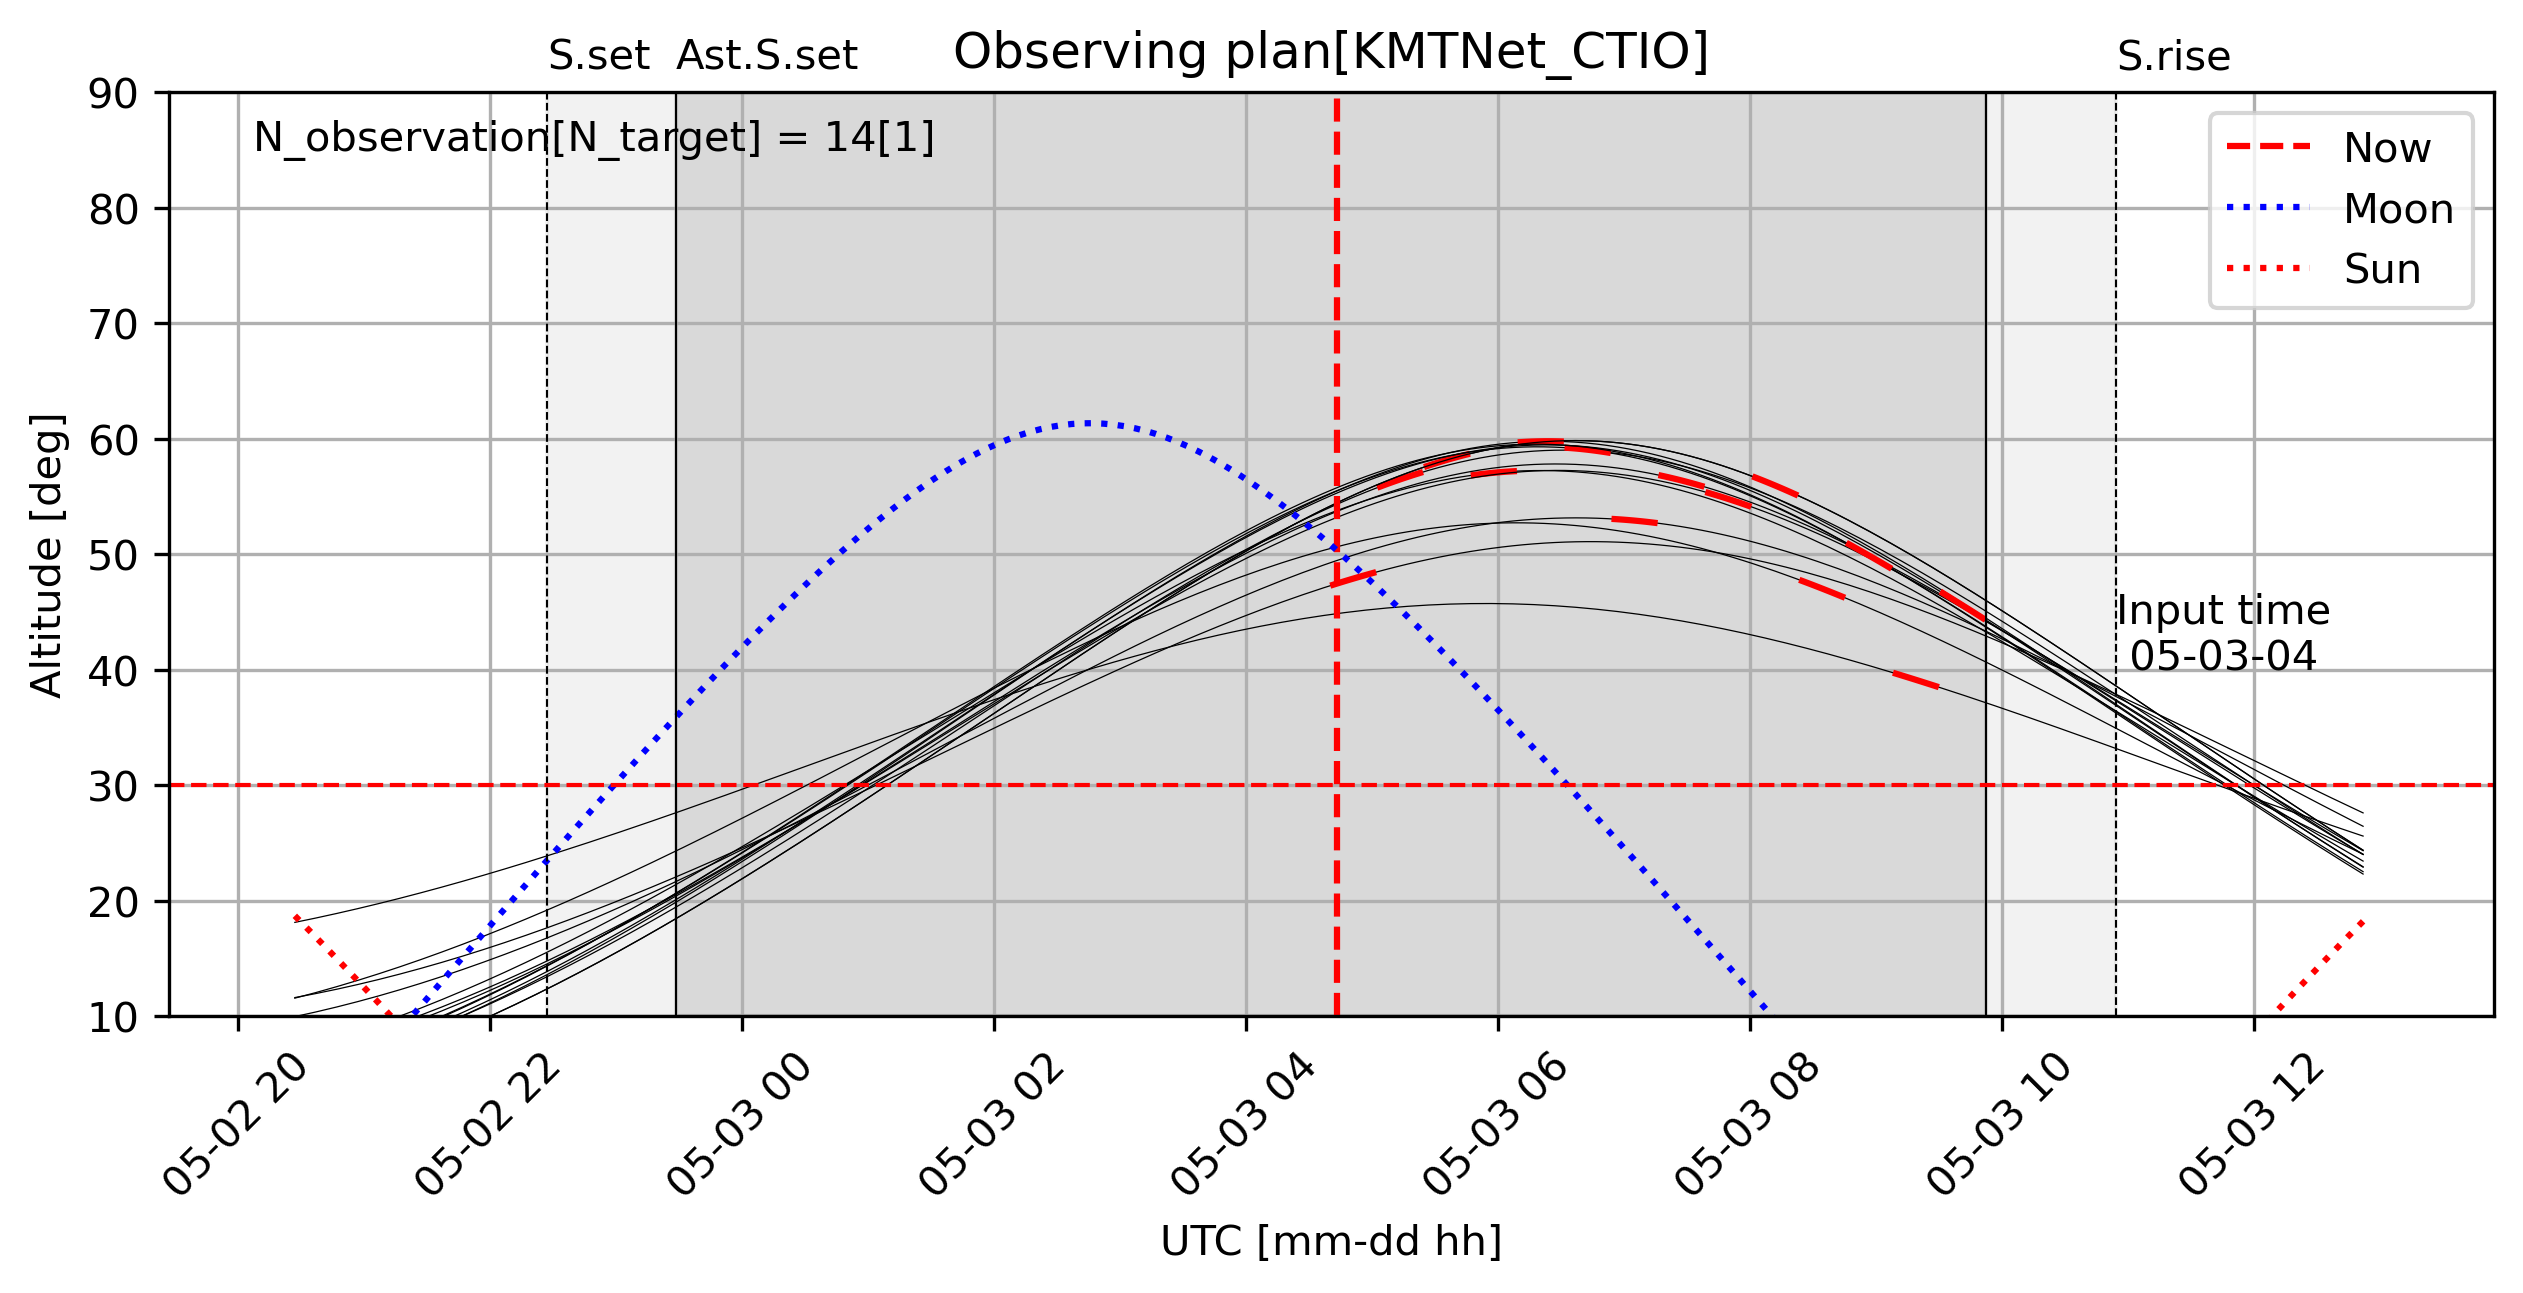 S.set Ast.S.set Observing plan[KMTNet_CTIO] S.rise
N_observation[N_target] = 14[1]
Now
Moon
Sun
Input time
05-03-04
Altitude [deg]
90
80
70
60
50
40
30
20
10
05-02 20
05-02 22
05-03 00
05-03 02
05-03 04
05-03 06
05-03 08
05-03 10
05-03 12
UTC [mm-dd hh]